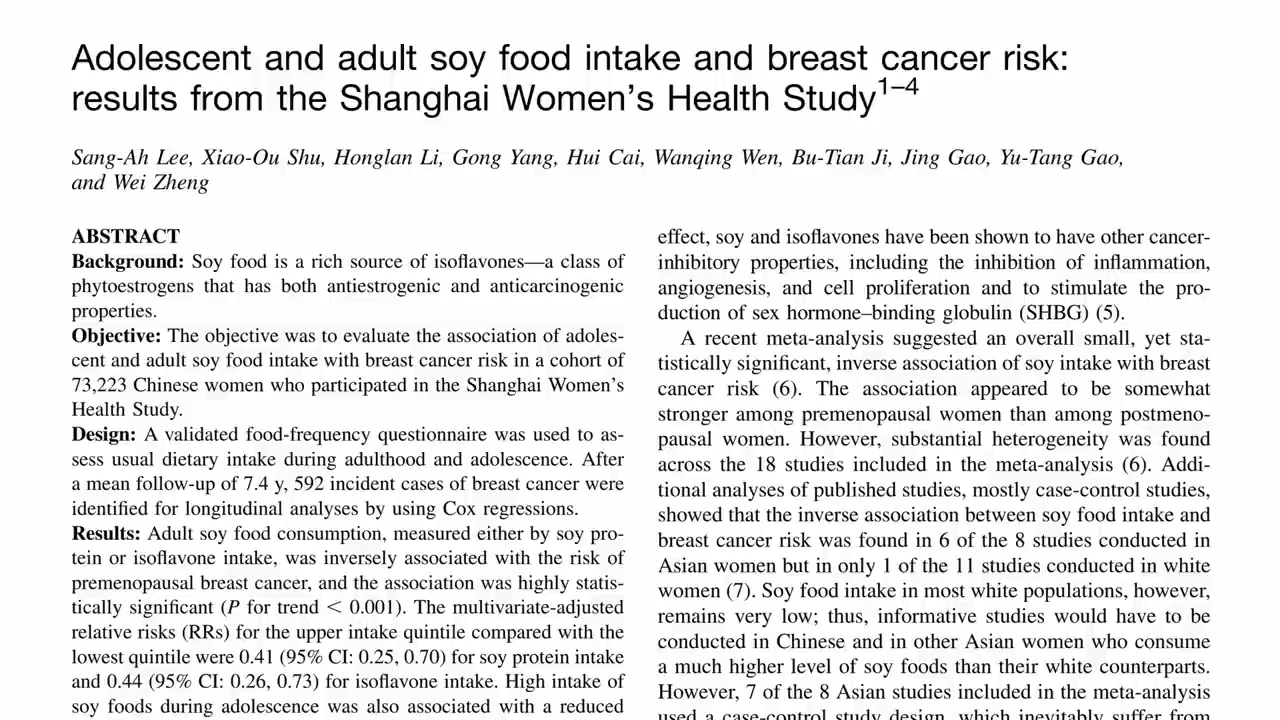 Adolescent and adult soy food intake and breast cancer risk:
results from the Shanghai Women's Health Study1–4
Sang-Ah Lee, Xiao-Ou Shu, Honglan Li, Gong Yang, Hui Cai, Wanqing Wen, Bu-Tian Ji, Jing Gao, Yu-Tang Gao,
and Wei Zheng
ABSTRACT
Background: Soy food is a rich source of isoflavones—a class of
phytoestrogens that has both antiestrogenic and anticarcinogenic
properties.
Objective: The objective was to evaluate the association of adoles-
cent and adult soy food intake with breast cancer risk in a cohort of
73,223 Chinese women who participated in the Shanghai Women's
Health Study.
Design: A validated food-frequency questionnaire was used to as-
sess usual dietary intake during adulthood and adolescence. After
a mean follow-up of 7.4 y, 592 incident cases of breast cancer were
identified for longitudinal analyses by using Cox regressions.
Results: Adult soy food consumption, measured either by soy pro-
tein or isoflavone intake, was inversely associated with the risk of
premenopausal breast cancer, and the association was highly statis-
tically significant (P for trend < 0.001). The multivariate-adjusted
relative risks (RRs) for the upper intake quintile compared with the
lowest quintile were 0.41 (95% CI: 0.25, 0.70) for soy protein intake
and 0.44 (95% CI: 0.26, 0.73) for isoflavone intake. High intake of
soy foods during adolescence was also associated with a reduced
effect, soy and isoflavones have been shown to have other cancer-
inhibitory properties, including the inhibition of inflammation,
angiogenesis, and cell proliferation and to stimulate the pro-
duction of sex hormone–binding globulin (SHBG) (5).
A recent meta-analysis suggested an overall small, yet sta-
tistically significant, inverse association of soy intake with breast
cancer risk (6). The association appeared to be somewhat
stronger among premenopausal women than among postmeno-
pausal women. However, substantial heterogeneity was found
across the 18 studies included in the meta-analysis (6). Addi-
tional analyses of published studies, mostly case-control studies,
showed that the inverse association between soy food intake and
breast cancer risk was found in 6 of the 8 studies conducted in
Asian women but in only 1 of the 11 studies conducted in white
women (7). Soy food intake in most white populations, however,
remains very low; thus, informative studies would have to be
conducted in Chinese and in other Asian women who consume
a much higher level of soy foods than their white counterparts.
However, 7 of the 8 Asian studies included in the meta-analysis
used a case-control study design, which inevitably suffer from